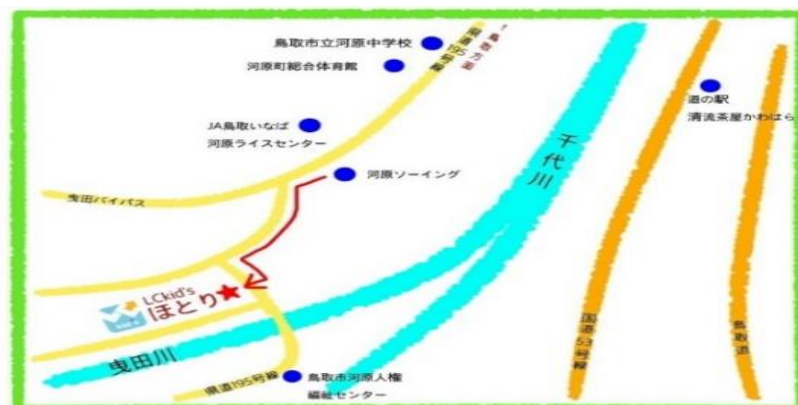 鳥取市立河原中学校
河原町総合体育館
県道195号線
↑鳥取方面
道の駅
清流茶屋かわはら
JA鳥取いなば
河原ライスセンター
千代川
河原ソーイング
曳田バイパス
LCkid's
ほとり
曳田川
国道53号線
鳥取道
県道195号線
鳥取市河原人権
福祉センター